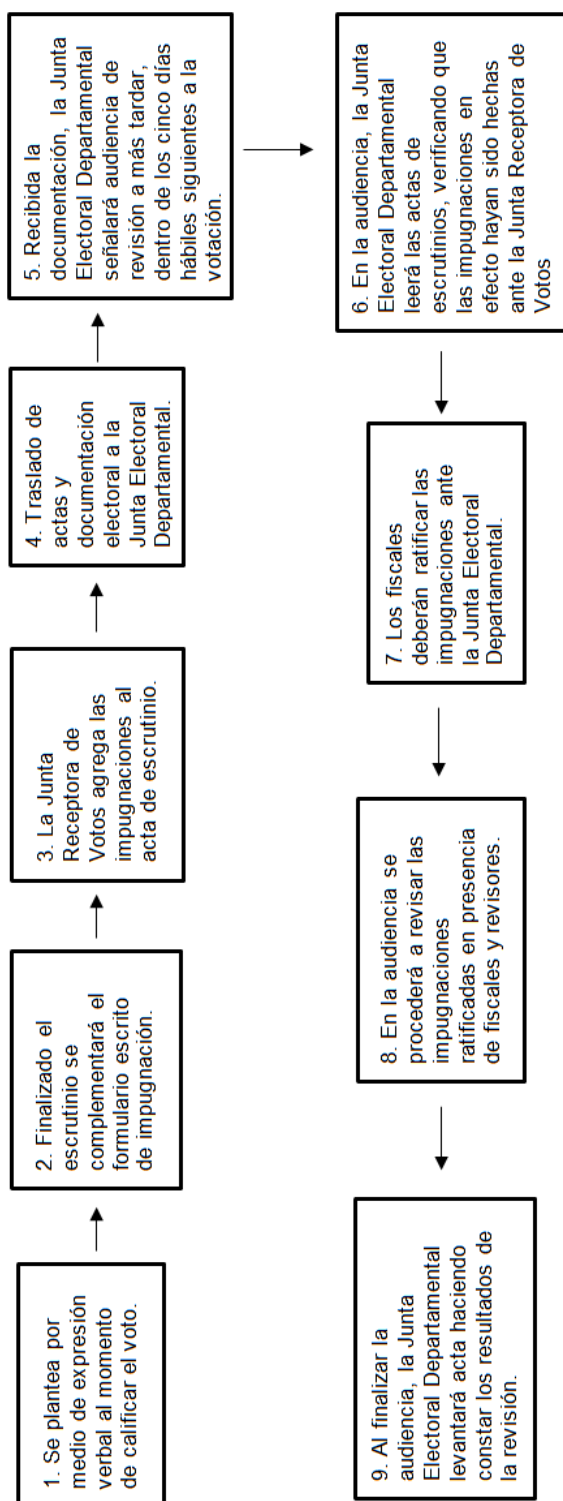 1. Se plantea por
medio de expresión
verbal al momento
de calificar el voto.
2. Finalizado el
escrutinio se
complementará el
formulario escrito
de impugnación.
3. La Junta
Receptora de
Votos agrega las
impugnaciones al
acta de escrutinio.
4. Traslado de
actas y
documentación
electoral a la
Junta Electoral
Departamental.
5. Recibida la
documentación, la Junta
Electoral Departamental
señalará audiencia de
revisión a más tardar,
dentro de los cinco días
hábiles siguientes a la
votación.
6. En la audiencia, la Junta
Electoral Departamental
leerá las actas de
escrutinios, verificando que
las impugnaciones en
efecto hayan sido hechas
ante la Junta Receptora de
Votos
7. Los fiscales
deberán ratificar las
impugnaciones ante
la Junta Electoral
Departamental.
8. En la audiencia se
procederá a revisar las
impugnaciones
ratificadas en presencia
de fiscales y revisores.
9. Al finalizar la
audiencia, la Junta
Electoral Departamental
levantará acta haciendo
constar los resultados de
la revisión.